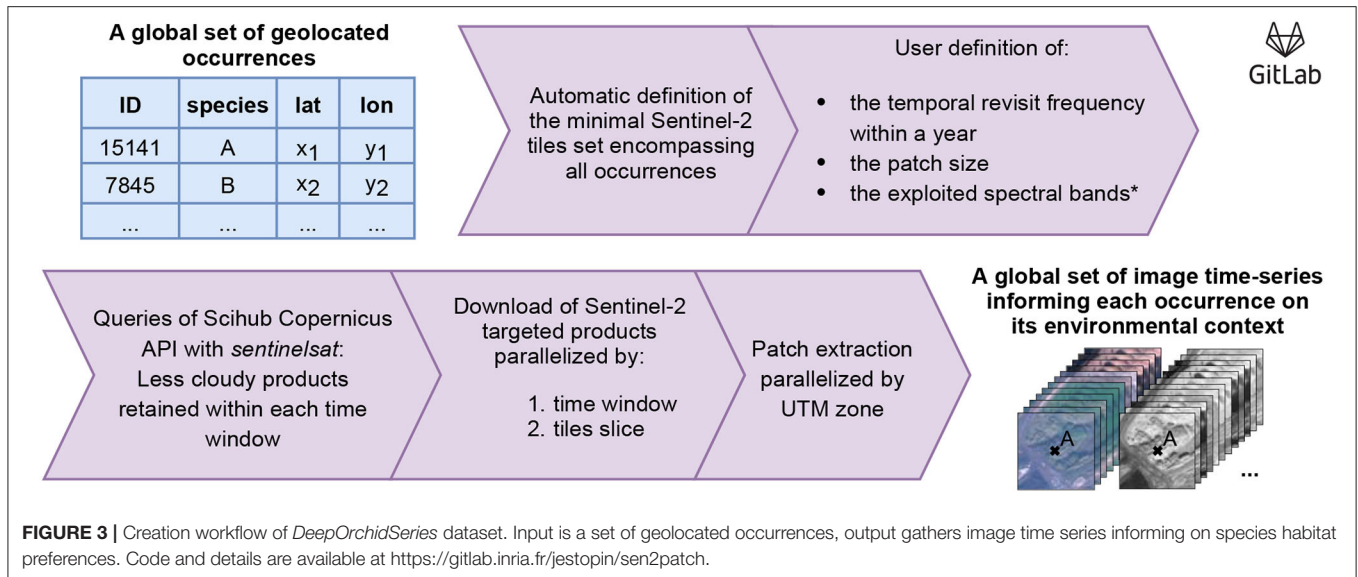 A global set of geolocated
occurrences
ID species lat lon
15141 A x1 y1
7845 B x2 y2
... ... ... ...
Automatic definition of
the minimal Sentinel-2
tiles set encompassing
all occurrences
User definition of:
• the temporal revisit frequency
within a year
• the patch size
• the exploited spectral bands*
GitLab
Queries of Scihub Copernicus
API with sentinelsat:
Less cloudy products
retained within each time
window
Download of Sentinel-2
targeted products
parallelized by:
1. time window
2. tiles slice
Patch extraction
parallelized by
UTM zone
A global set of image time-series
informing each occurrence on
its environmental context
A
A
...
FIGURE 3 | Creation workflow of DeepOrchidSeries dataset. Input is a set of geolocated occurrences, output gathers image time series informing on species habitat
preferences. Code and details are available at https://gitlab.inria.fr/jestopin/sen2patch.